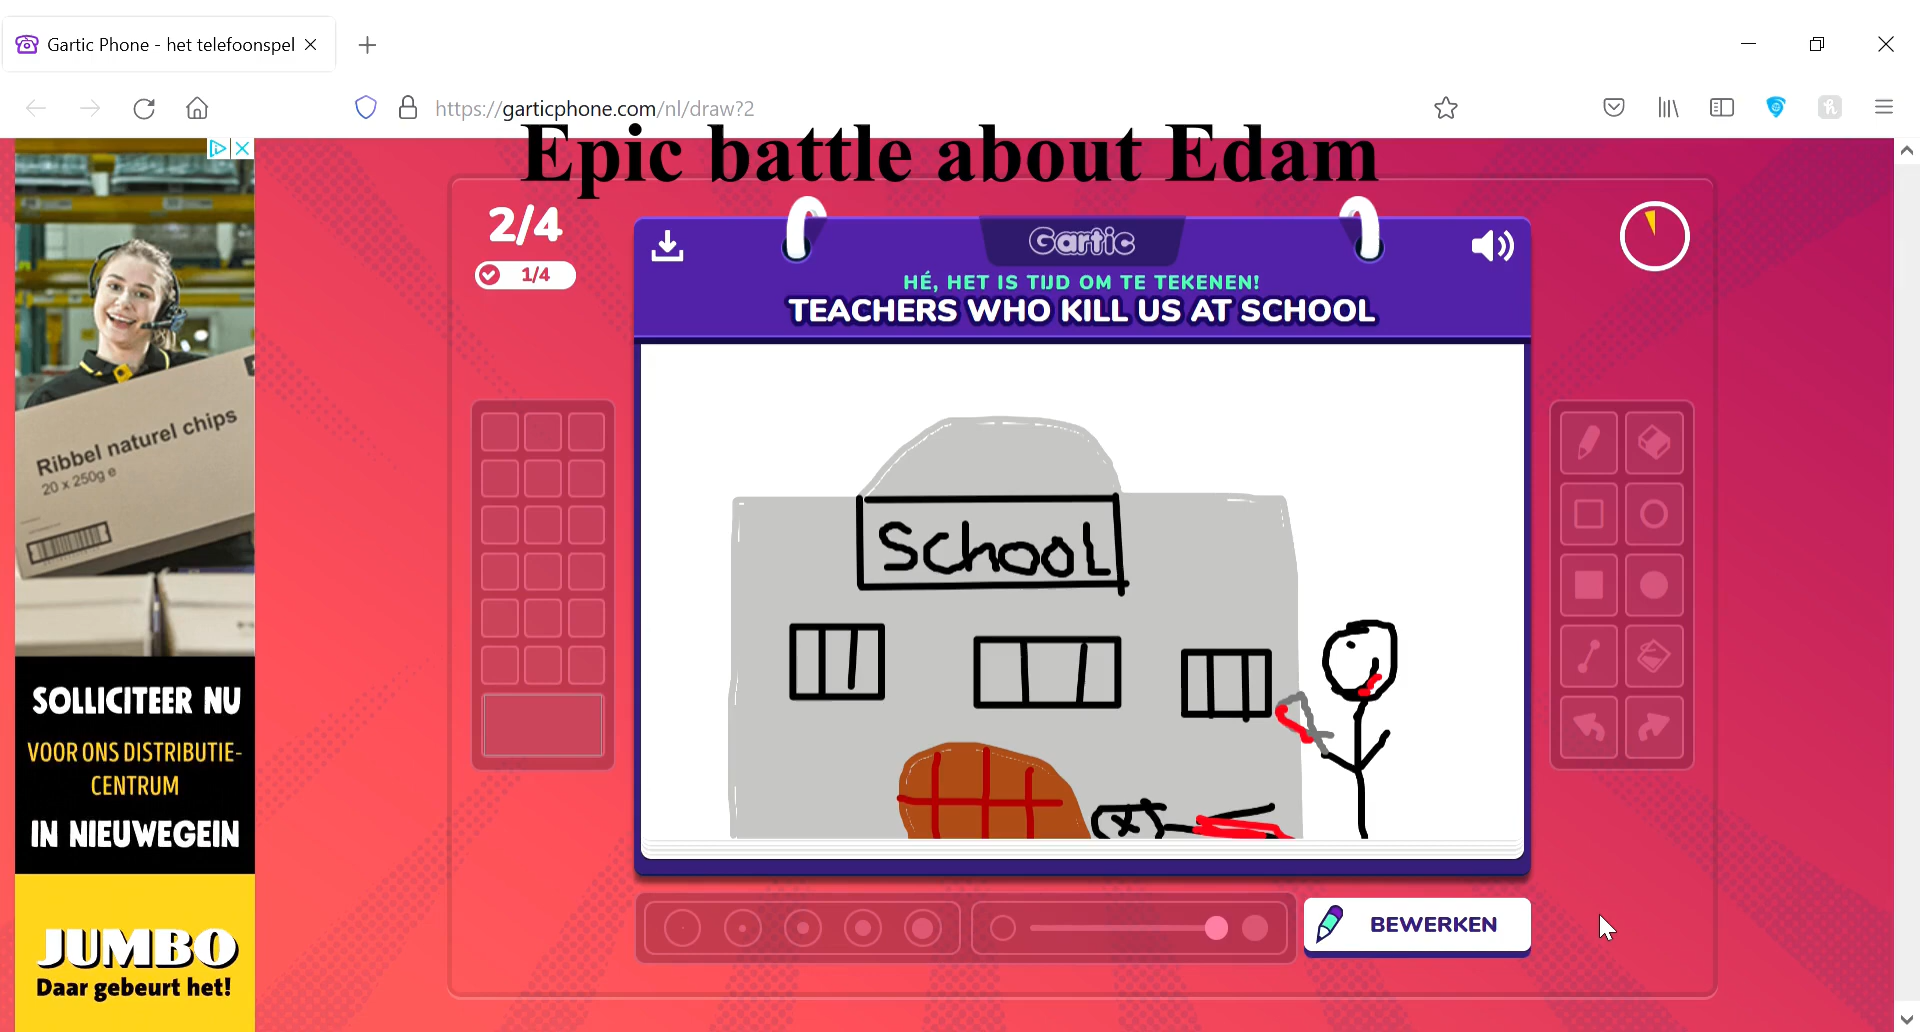 Gartic Phone - het telefoonspel
https://garticphone.com/nl/draw?2
Epic battle about Edam
2/4
1/4
Gartic
HÉ, HET IS TIJD OM TE TEKENEN!
TEACHERS WHO KILL US AT SCHOOL
School
BEWERKEN
Ribbel naturel chips
20 x 250g e
SOLLICITEER NU
VOOR ONS DISTRIBUTIE-
CENTRUM
IN NIEUWEGEIN
JUMBO
Daar gebeurt het!